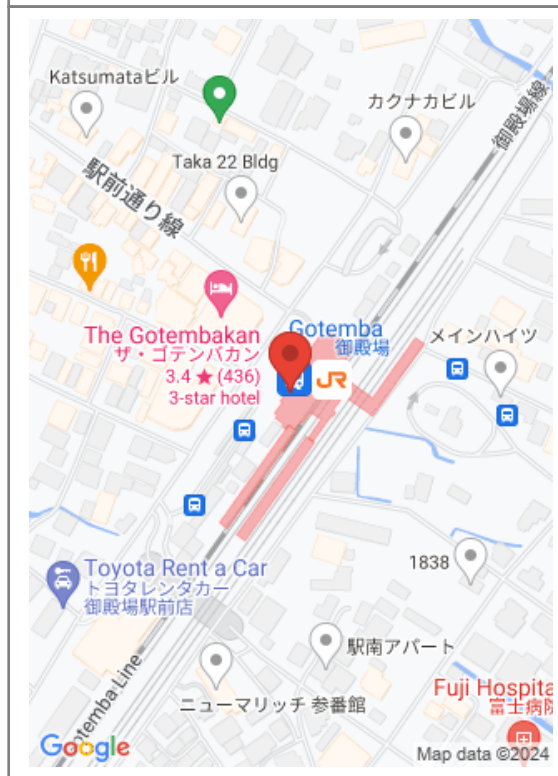 Katsumataビル
カクナカビル
御殿場線
Taka 22 Bldg
駅前通り線
The Gotembakan
ザ・ゴテンバカン
3.4 ★ (436)
3-star hotel
Gotemba
御殿場
JR
メインハイツ
Toyota Rent a Car
トヨタレンタカー
御殿場駅前店
1838
駅南アパート
ニューマリッチ 参番館
otemba Line
Fuji Hospita
富士病院
Google
Map data ©2024